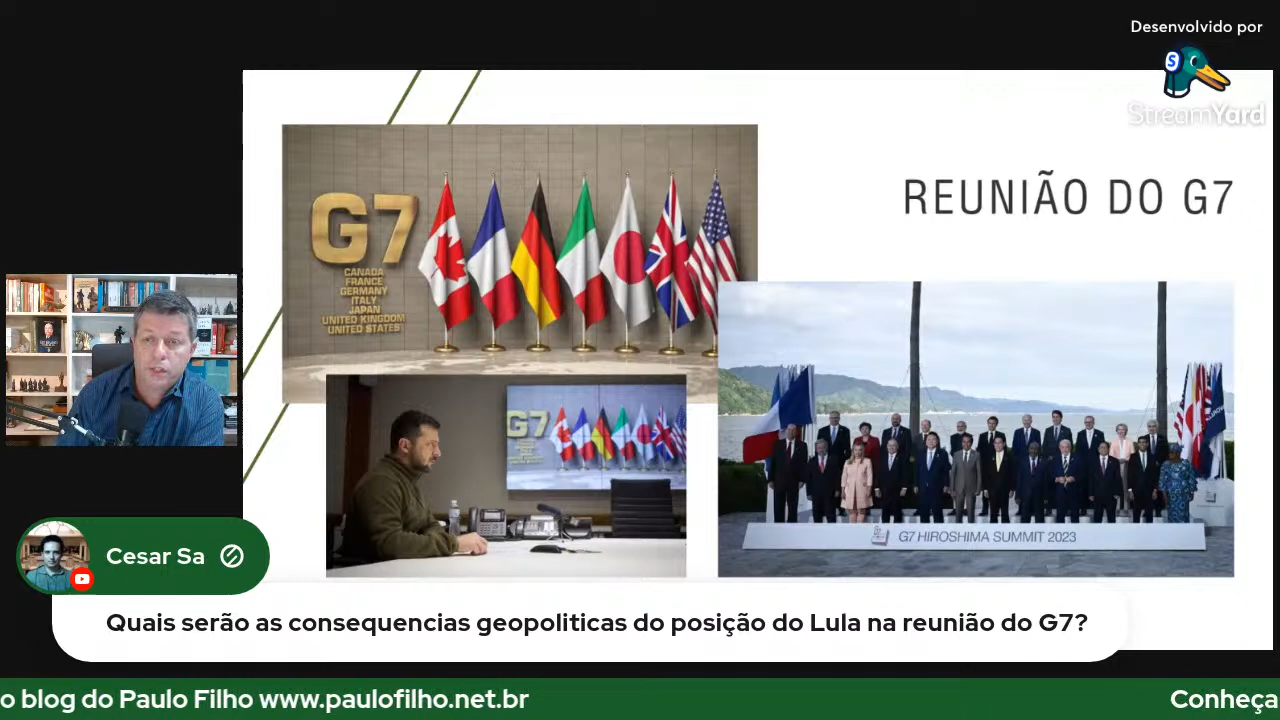 Desenvolvido por
StreamYard
REUNIÃO DO G7
G7
CANADA
FRANCE
GERMANY
ITALY
JAPAN
UNITED KINGDOM
UNITED STATES
G7
G7 HIROSHIMA SUMMIT 2023
Cesar Sa
Quais serão as consequencias geopoliticas do posição do Lula na reunião do G7?
o blog do Paulo Filho www.paulofilho.net.br
Conheça